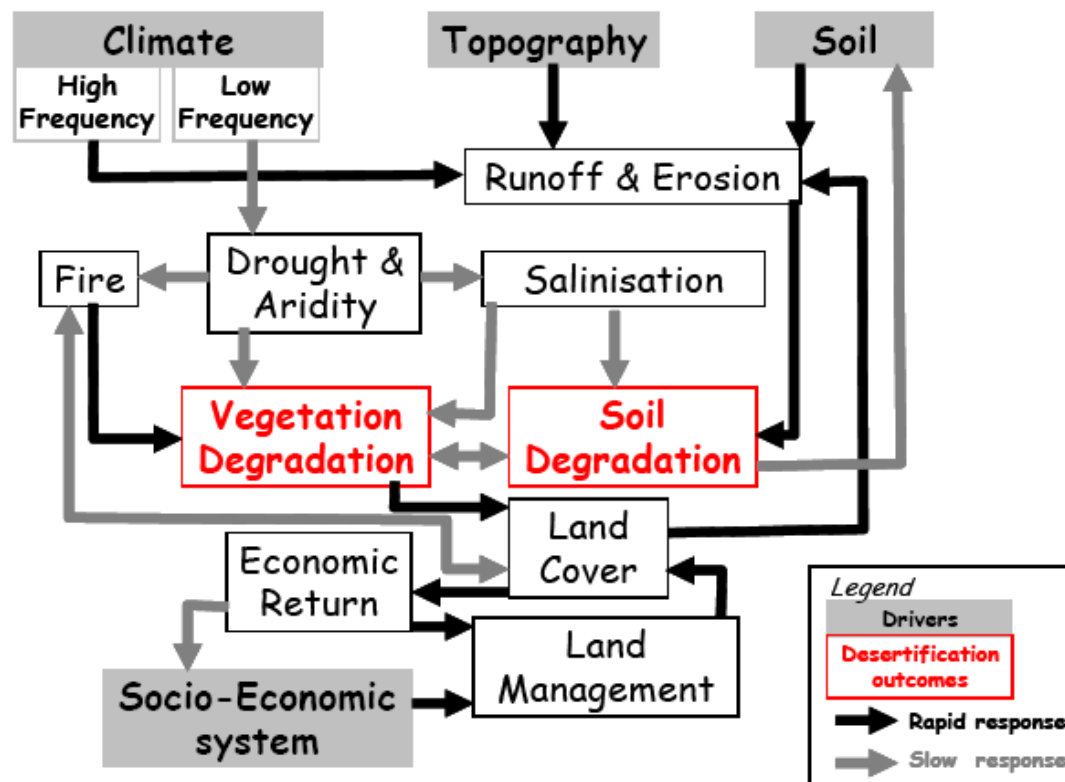 Climate
Topography
Soil
High
Frequency
Low
Frequency
Runoff & Erosion
Fire
Drought &
Aridity
Salinisation
Vegetation
Degradation
Soil
Degradation
Land
Cover
Economic
Return
Land
Management
Socio-Economic
system
Legend
Drivers
Desertification
outcomes
Rapid response
Slow response